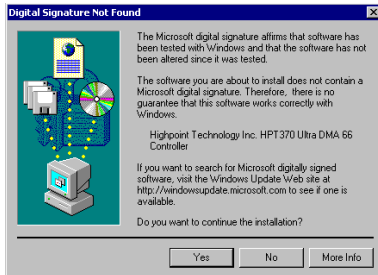 Digital Signature Not Found
The Microsoft digital signature affirms that software has
been tested with Windows and that the software has not
been altered since it was tested.
The software you are about to install does not contain a
Microsoft digital signature. Therefore, there is no
guarantee that this software works correctly with
Windows.
Highpoint Technology Inc. HPT370 Ultra DMA 66
Controller
If you want to search for Microsoft digitally signed
software, visit the Windows Update Web site at
http://windowsupdate.microsoft.com to see if one is
available.
Do you want to continue the installation?
Yes No More Info